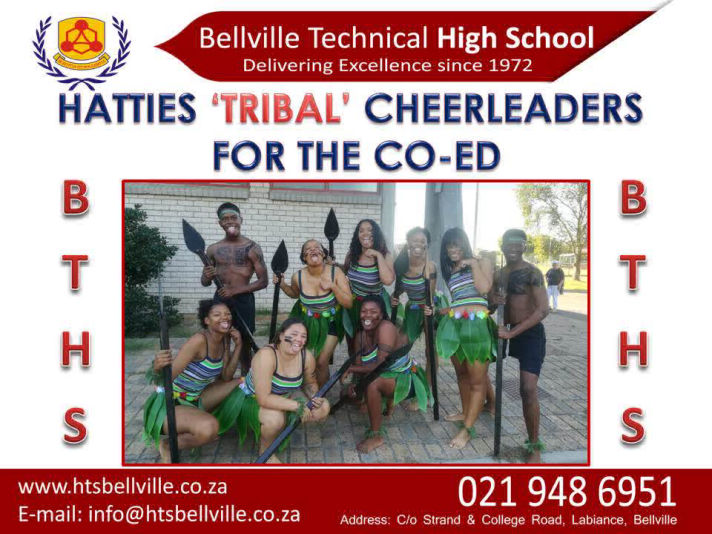 Bellville Technical High School
Delivering Excellence since 1972
HATTIES ‘TRIBAL’ CHEERLEADERS
FOR THE CO-ED
B
T
H
S
B
T
H
S
www.htsbellville.co.za
E-mail: info@htsbellville.co.za
021 948 6951
Address: C/o Strand & College Road, Labiance, Bellville